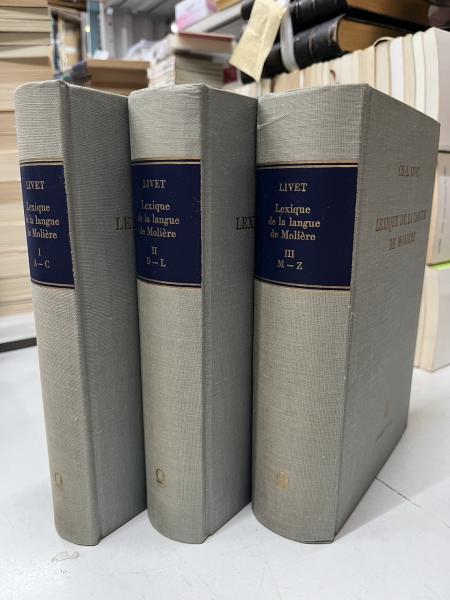 LIVET
Lexique
de la langue
de Molière
I
A – C
LIVET
Lexique
de la langue
de Molière
II
D – L
LIVET
Lexique
de la langue
de Molière
III
M – Z
CH.-L. LIVET
LEXIQUE DE LA LANGUE
DE MOLIÈRE